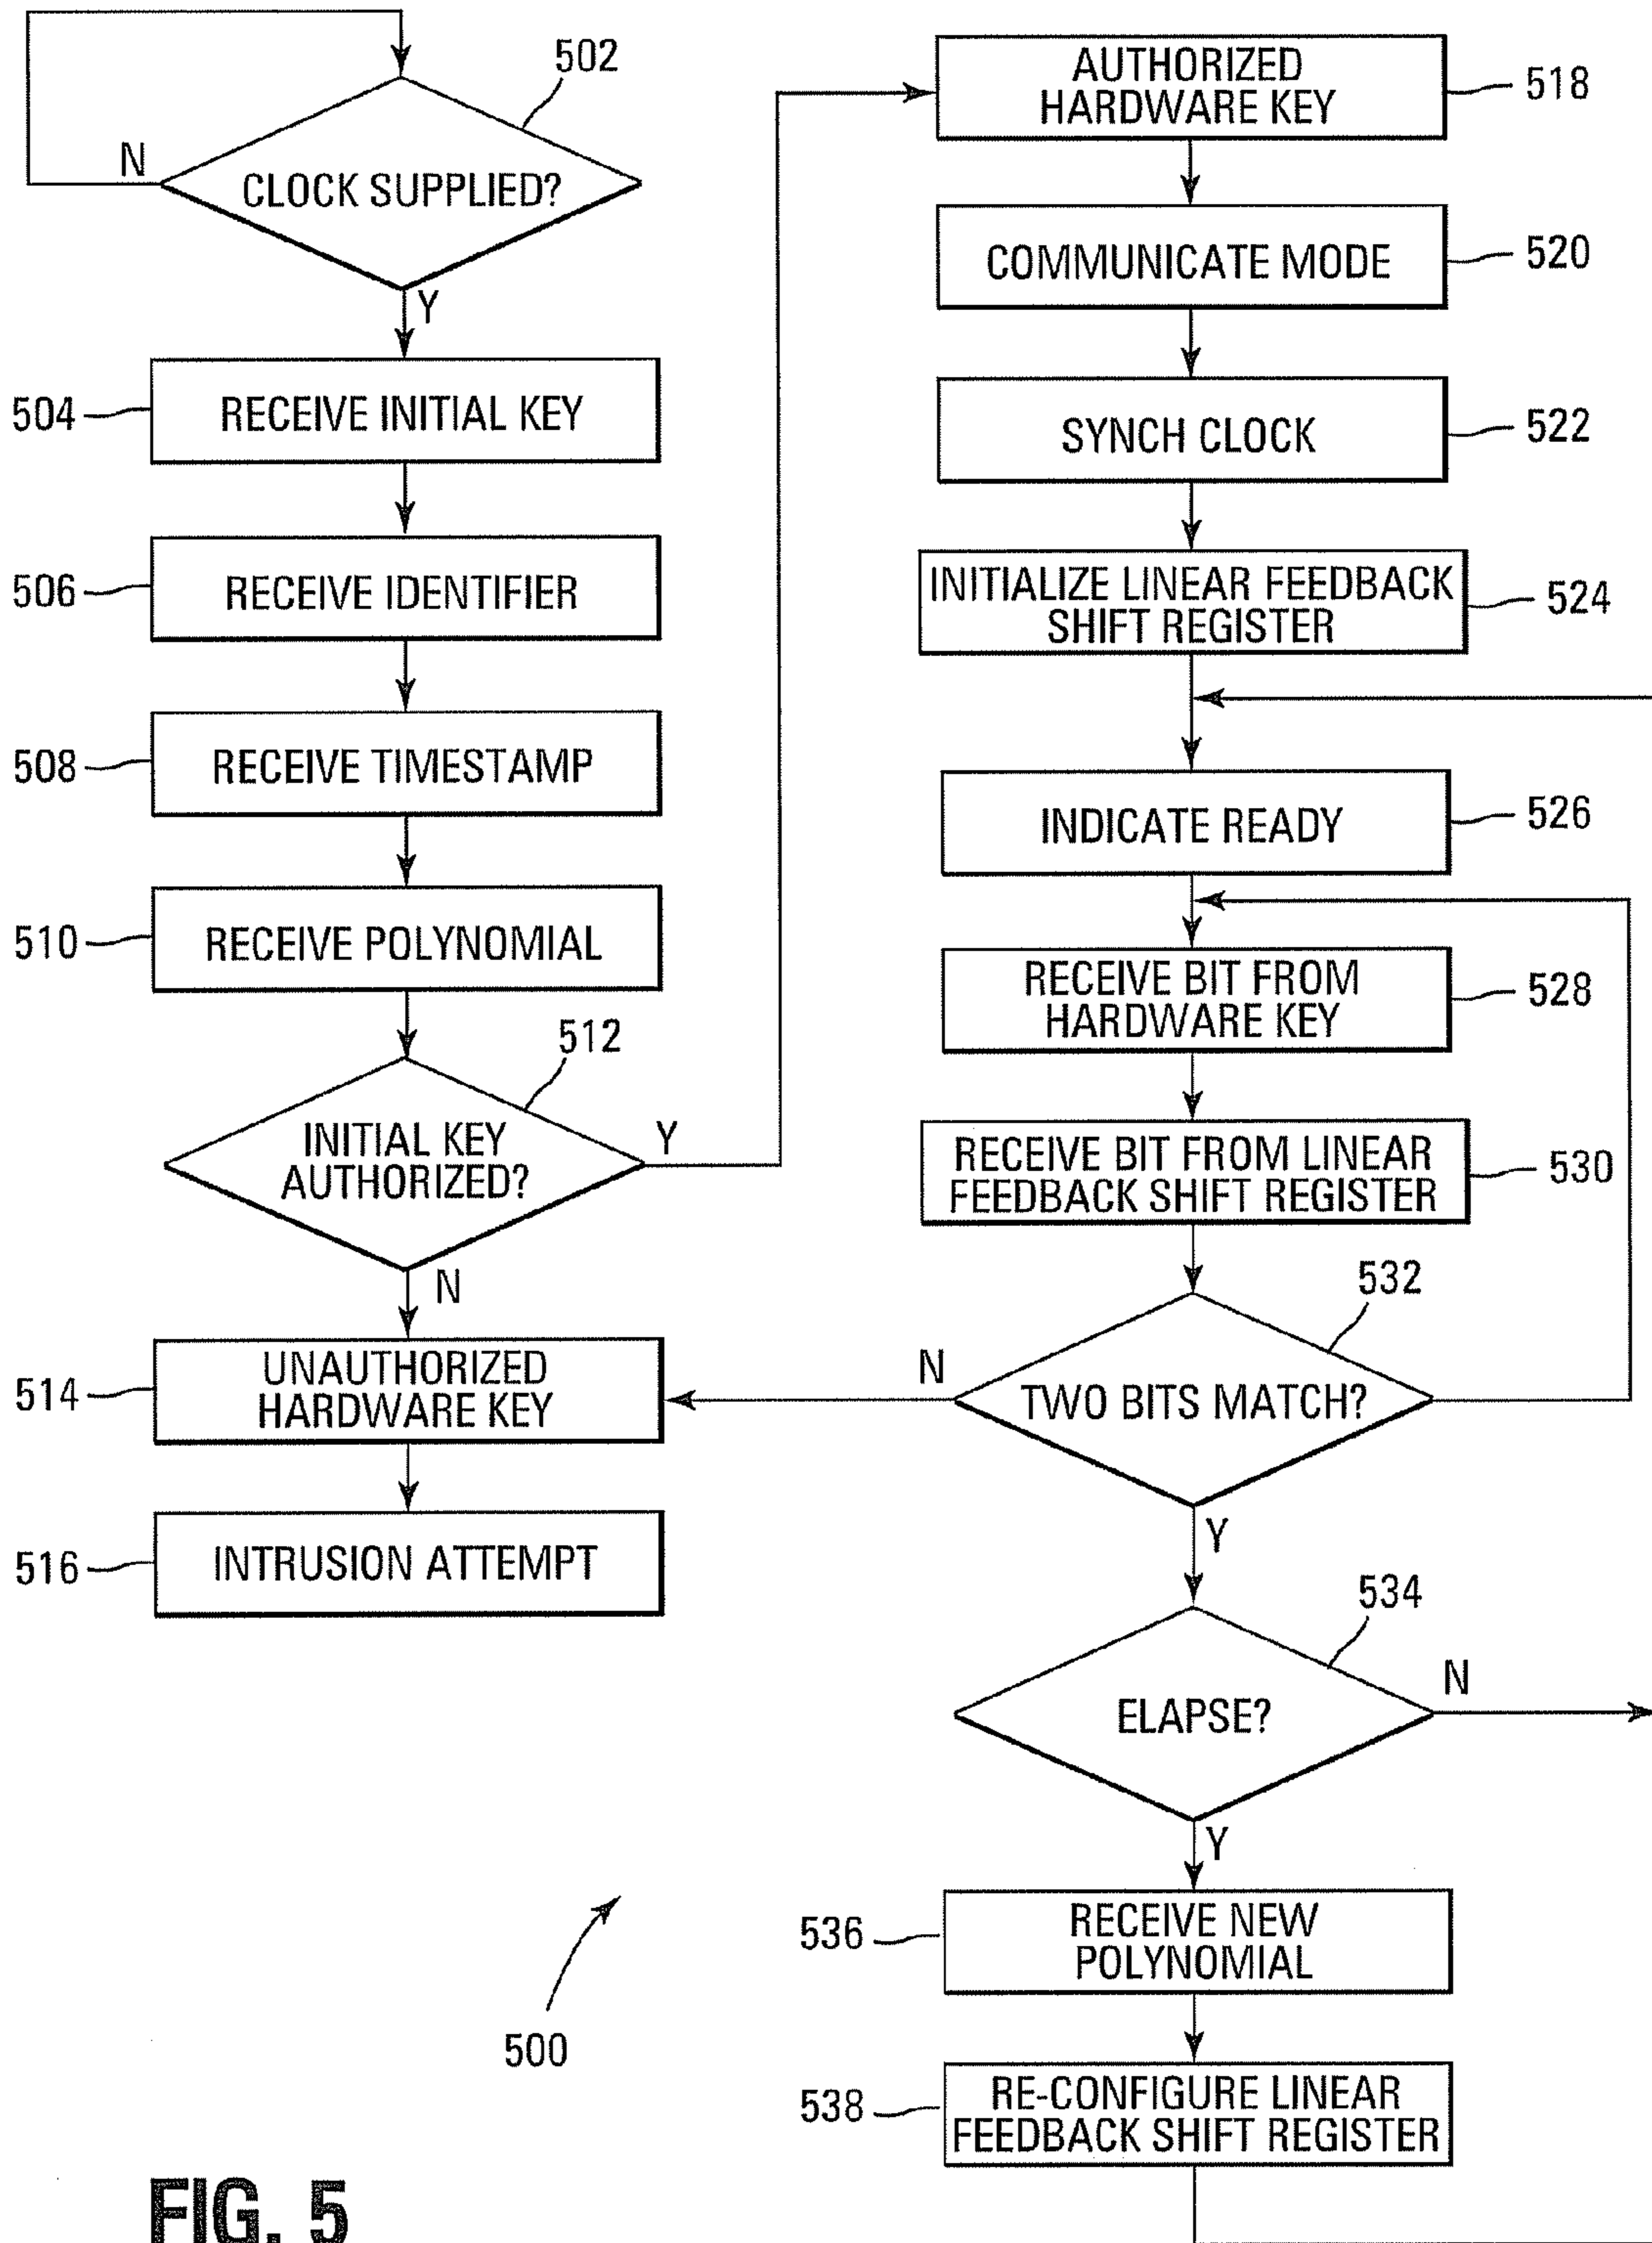 502
N
CLOCK SUPPLIED?
Y
504
RECEIVE INITIAL KEY
506
RECEIVE IDENTIFIER
508
RECEIVE TIMESTAMP
510
RECEIVE POLYNOMIAL
512
INITIAL KEY
AUTHORIZED?
Y
N
514
UNAUTHORIZED
HARDWARE KEY
516
INTRUSION ATTEMPT
AUTHORIZED
HARDWARE KEY
518
COMMUNICATE MODE
520
SYNCH CLOCK
522
INITIALIZE LINEAR FEEDBACK
SHIFT REGISTER
524
INDICATE READY
526
RECEIVE BIT FROM
HARDWARE KEY
528
RECEIVE BIT FROM LINEAR
FEEDBACK SHIFT REGISTER
530
532
N
TWO BITS MATCH?
Y
534
N
ELAPSE?
Y
536
RECEIVE NEW
POLYNOMIAL
538
RE-CONFIGURE LINEAR
FEEDBACK SHIFT REGISTER
500
FIG. 5